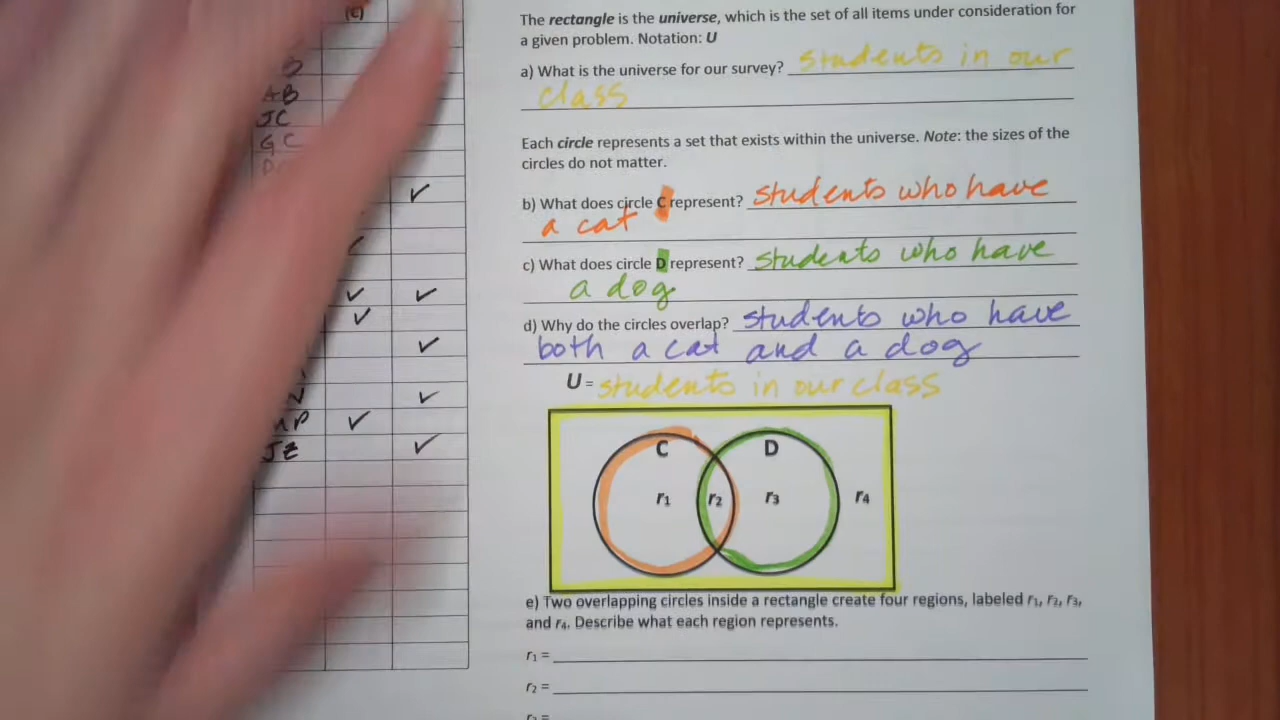 (C)
AB
JC
GC
✓
✓
✓ ✓
✓
✓
✓
MP ✓
JZ ✓
The rectangle is the universe, which is the set of all items under consideration for
a given problem. Notation: U
a) What is the universe for our survey? students in our
class
Each circle represents a set that exists within the universe. Note: the sizes of the
circles do not matter.
b) What does circle C represent? students who have
a cat
c) What does circle D represent? students who have
a dog
d) Why do the circles overlap? students who have
both a cat and a dog
U = students in our class
C D
r1 r2 r3 r4
e) Two overlapping circles inside a rectangle create four regions, labeled r1, r2, r3,
and r4. Describe what each region represents.
r1 =
r2 =
r3 =